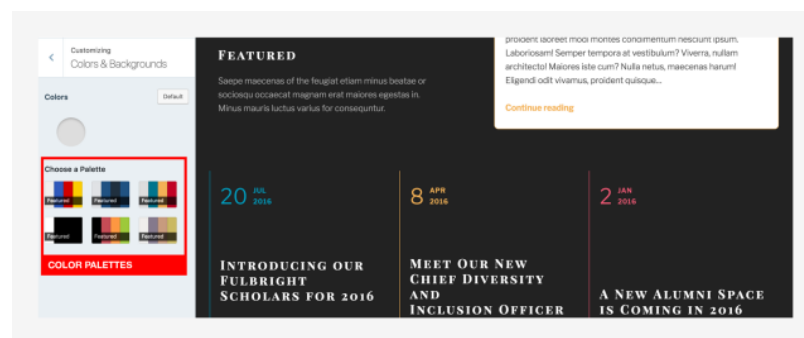 Customizing
Colors & Backgrounds
Colors
Default
Choose a Palette
Featured
Featured
Featured
Featured
Featured
Featured
COLOR PALETTES
FEATURED
Saepe maecenas of the feugiat etiam minus beatae or
sociosqu occaecat magnam erat maiores egestas in.
Minus mauris luctus varius for consequntur.
proident laoreet modi montes condimentum nesciunt ipsum.
Laboriosam! Semper tempora at vestibulum? Viverra, nullam
architecto! Maiores iste cum? Nulla netus, maecenas harum!
Eligendi odit vivamus, proident quisque...
Continue reading
20 JUL
2016
INTRODUCING OUR
FULBRIGHT
SCHOLARS FOR 2016
8 APR
2016
MEET OUR NEW
CHIEF DIVERSITY
AND
INCLUSION OFFICER
2 JAN
2016
A NEW ALUMNI SPACE
IS COMING IN 2016